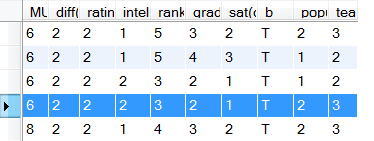 MU diff( ratin intel rank grad sat(c b popu tea
6 2 2 1 5 3 2 T 2 3
6 2 2 1 5 4 3 T 1 2
6 2 2 2 3 2 1 T 1 2
6 2 2 2 3 2 1 T 2 3
8 2 2 1 4 3 2 T 2 3